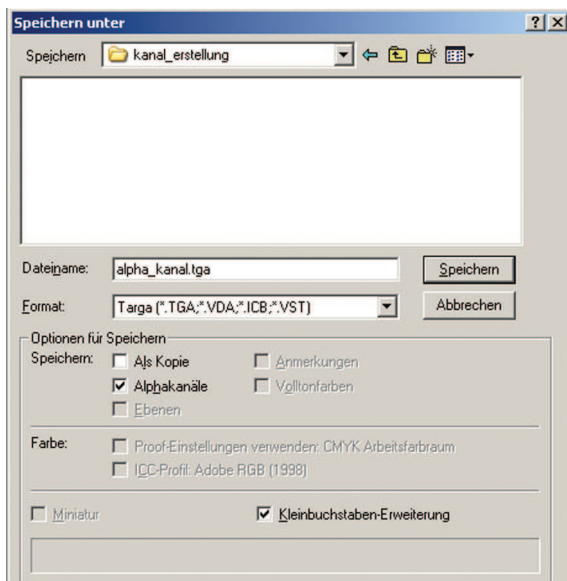 Speichern unter
Speichern kanal_erstellung
Dateiname: alpha_kanal.tga Speichern
Format: Targa (*.TGA;*.VDA;*.ICB;*.VST) Abbrechen
Optionen für Speichern
Speichern: Als Kopie Anmerkungen
Alphakanäle Volltonfarben
Ebenen
Farbe: Proof-Einstellungen verwenden: CMYK Arbeitsfarbraum
ICC-Profil: Adobe RGB (1998)
Miniatur Kleinbuchstaben-Erweiterung